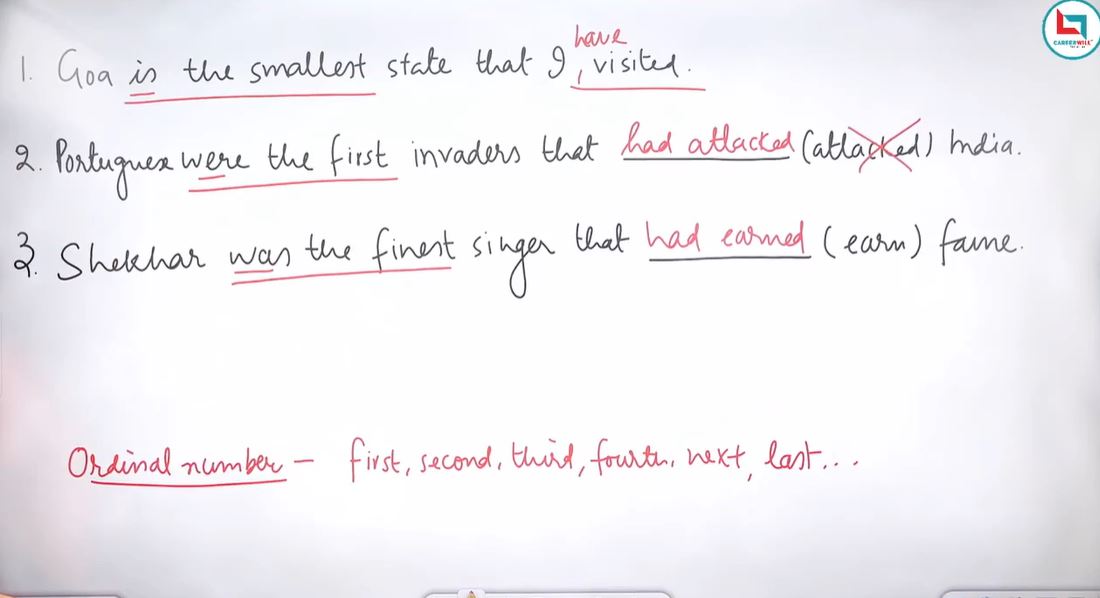 CAREERWILL
have
1. Goa is the smallest state that I , visited.
2. Portuguex were the first invaders that had attacked (attacked) India.
3. Shekhar was the finest singer that had earned (earn) fame.
Ordinal number – first, second, third, fourth, next, last...